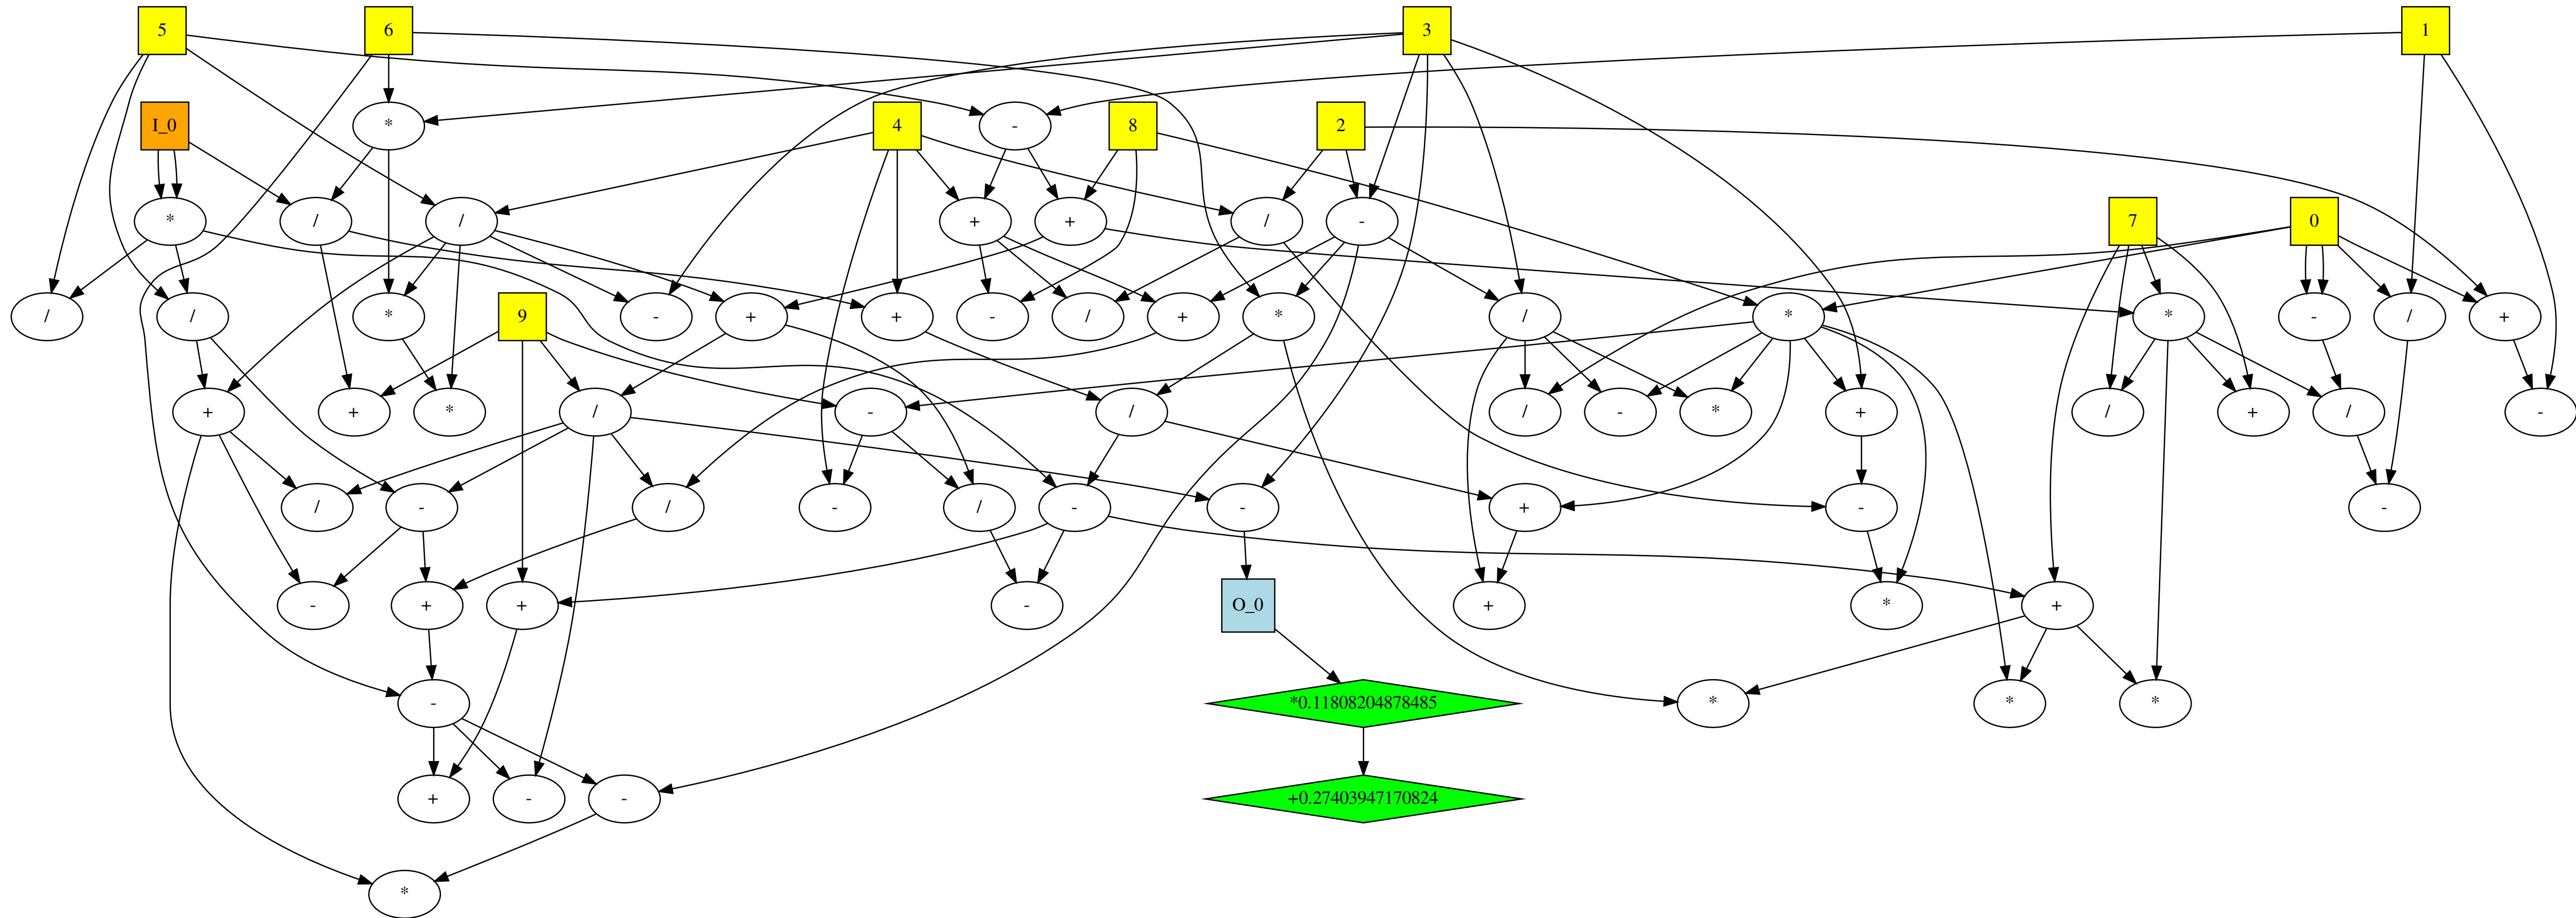 5 6 3 1
I_0 * 4 - 8 2
* / / + + / - 7 0
/ / * 9 - + + - / + * / * * - / +
+ + * / - / / - * + / + / -
/ - / - / - - + - -
- + + - O_0 + * +
- *0.11808204878485 * * *
+ - - +0.27403947170824
*